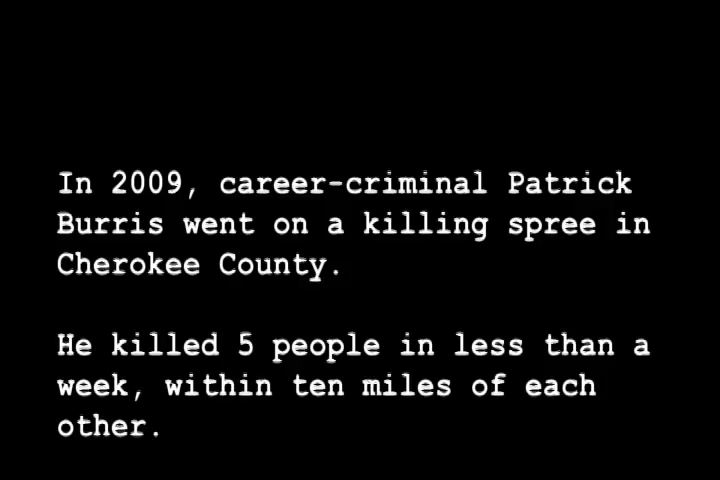 In 2009, career-criminal Patrick
Burris went on a killing spree in
Cherokee County.
He killed 5 people in less than a
week, within ten miles of each
other.